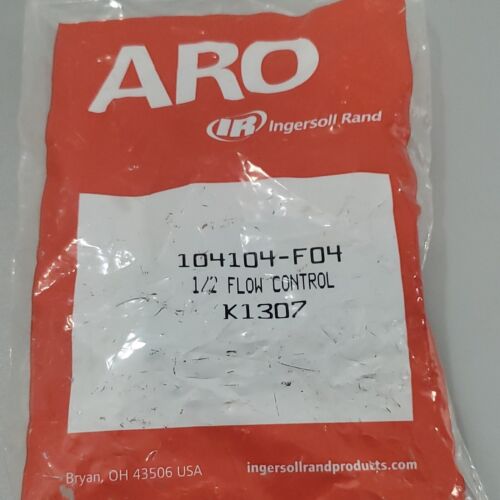 ARO
IR Ingersoll Rand
104104-F04
1/2 FLOW CONTROL
K1307
Bryan, OH 43506 USA
ingersollrandproducts.com